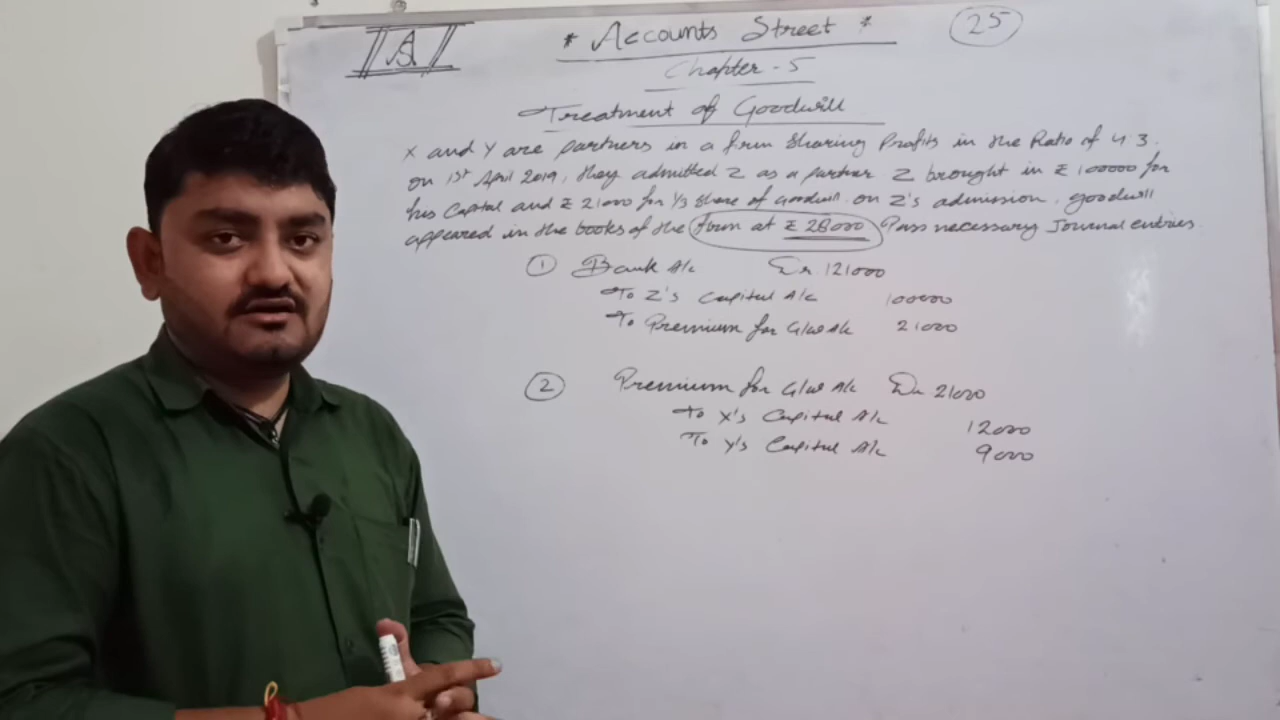 AS
* Accounts Street *
25
Chapter - 5
Treatment of Goodwill
X and Y are partners in a firm sharing Profits in the Ratio of 4:3.
on 1st April 2019, they admitted Z as a partner. Z brought in ₹ 100000 for
his Capital and ₹ 21000 for 1/3 share of Goodwill. on Z's admission, goodwill
appeared in the books of the firm at ₹ 28000 Pass necessary Journal entries.
① Bank A/c Dr. 121000
To Z's Capital A/c 100000
To Premium for G/w A/c 21000
② Premium for G/w A/c Dr 21000
To X's Capital A/c 12000
To Y's Capital A/c 9000